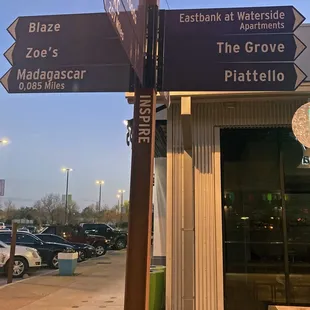 Blaze
Zoe's
Madagascar
0,085 Miles
Eastbank at Waterside
Apartments
The Grove
Piattello
INSPIRE